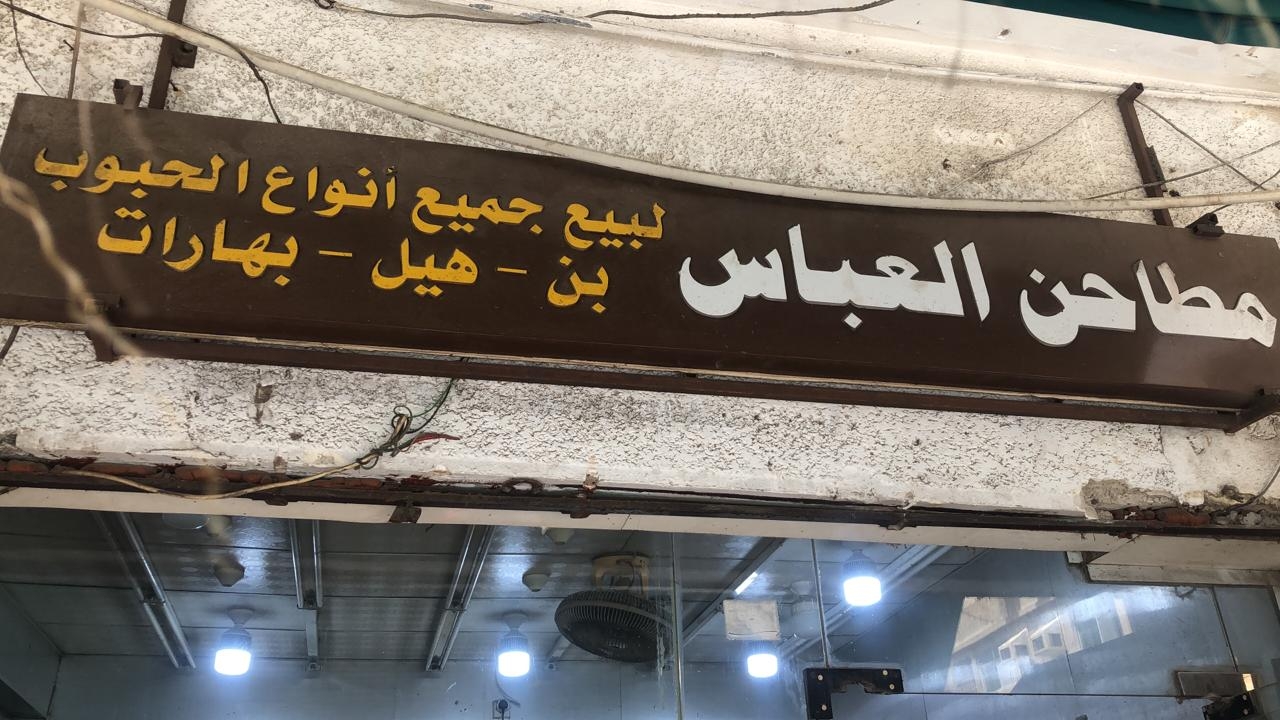 مطاحن العباس
لبيع جميع أنواع الحبوب
بن - هيل - بهارات